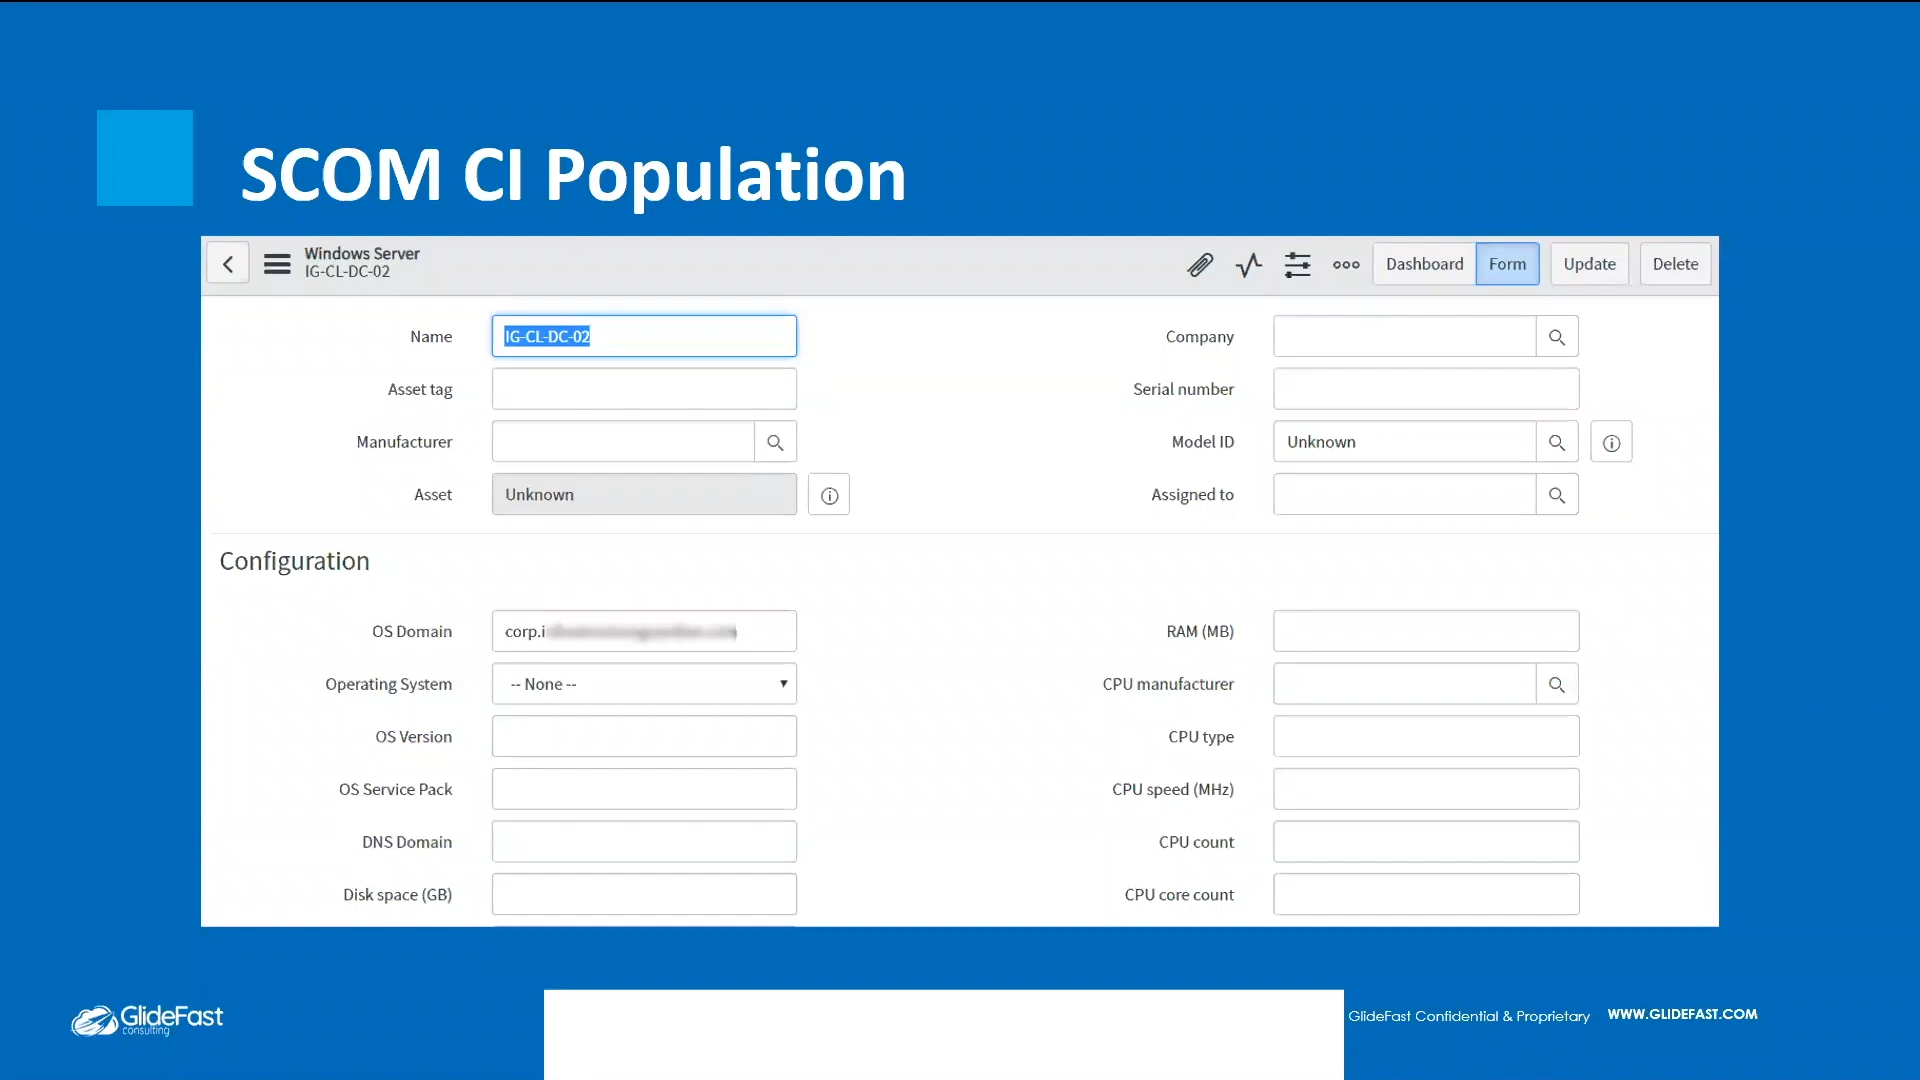 SCOM CI Population
Windows Server
IG-CL-DC-02
Dashboard Form Update Delete
Name IG-CL-DC-02 Company
Asset tag Serial number
Manufacturer Model ID Unknown
Asset Unknown Assigned to
Configuration
OS Domain corp.i RAM (MB)
Operating System -- None -- CPU manufacturer
OS Version CPU type
OS Service Pack CPU speed (MHz)
DNS Domain CPU count
Disk space (GB) CPU core count
GlideFast
consulting
GlideFast Confidential & Proprietary WWW.GLIDEFAST.COM